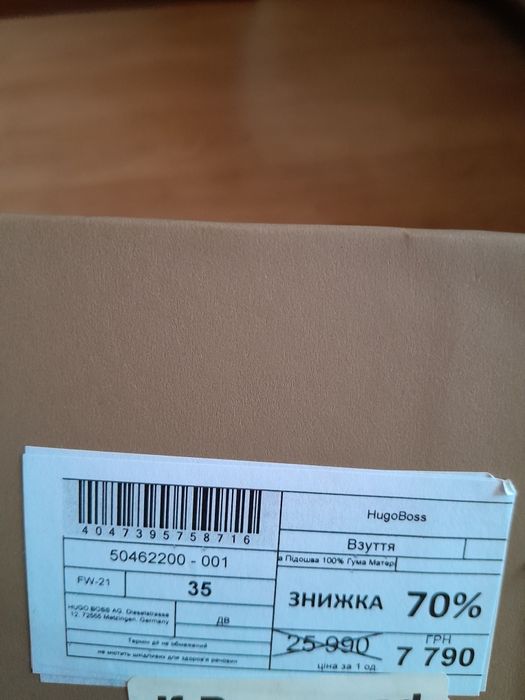 4047395758716
50462200 - 001
FW-21
35
HUGO BOSS AG, Dieselstrasse
12, 72555 Metzingen, Germany
ДВ
Термін дії не обмежений
не містить шкідливих для здоров'я речовин
HugoBoss
Взуття
а Підошва 100% Гума Матер
ЗНИЖКА 70%
25 990
ціна за 1 од
ГРН
7 790